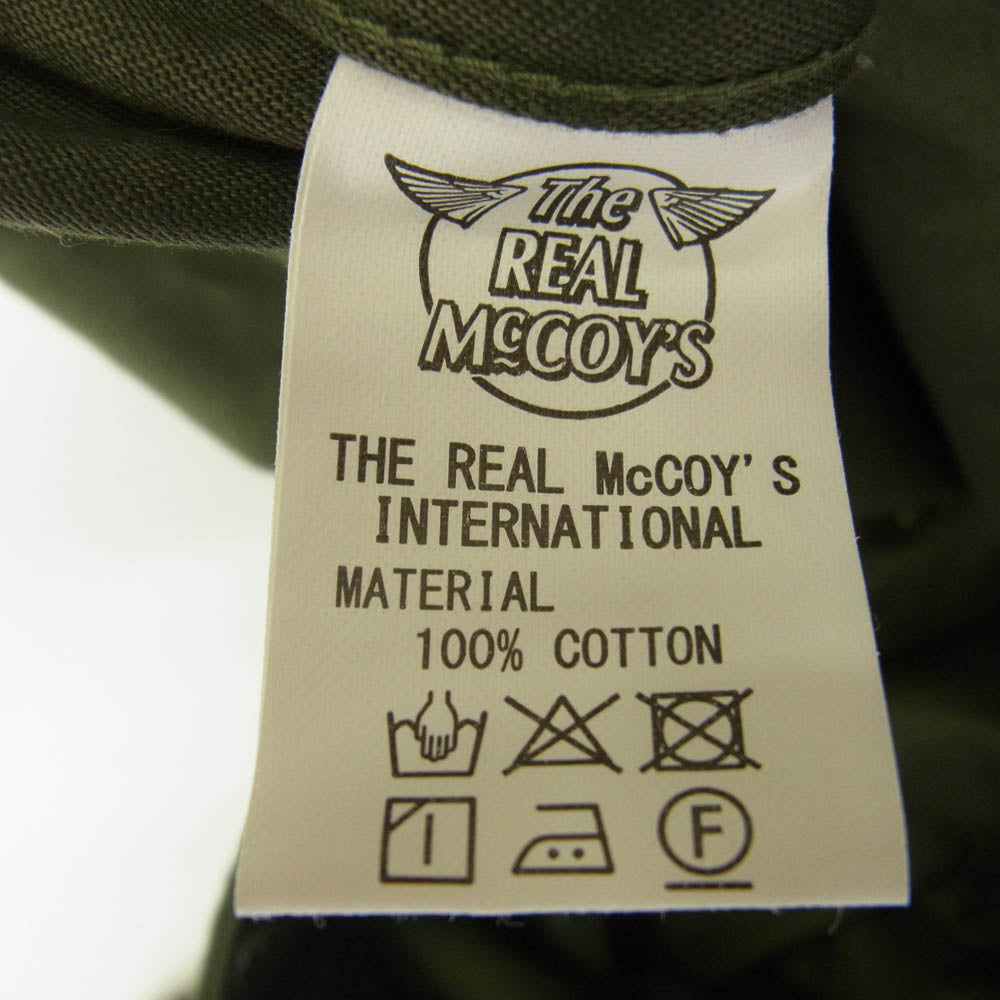 The
REAL
McCOY'S
THE REAL McCOY'S
INTERNATIONAL
MATERIAL
100% COTTON
F